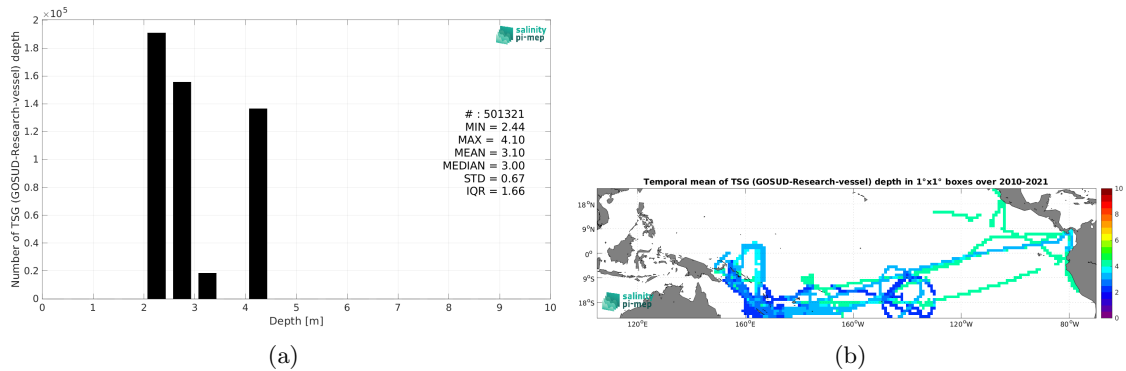 2 ×10⁵
1.8
1.6
1.4
1.2
1
0.8
0.6
0.4
0.2
0
Number of TSG (GOSUD-Research-vessel) depth
salinity
pi-mep
# : 501321
MIN = 2.44
MAX = 4.10
MEAN = 3.10
MEDIAN = 3.00
STD = 0.67
IQR = 1.66
0 1 2 3 4 5 6 7 8 9 10
Depth [m]
(a)
Temporal mean of TSG (GOSUD-Research-vessel) depth in 1°x1° boxes over 2010-2021
18°N
9°N
0°
9°S
18°S
salinity
pi-mep
120°E 160°E 160°W 120°W 80°W
10
8
6
4
2
0
(b)